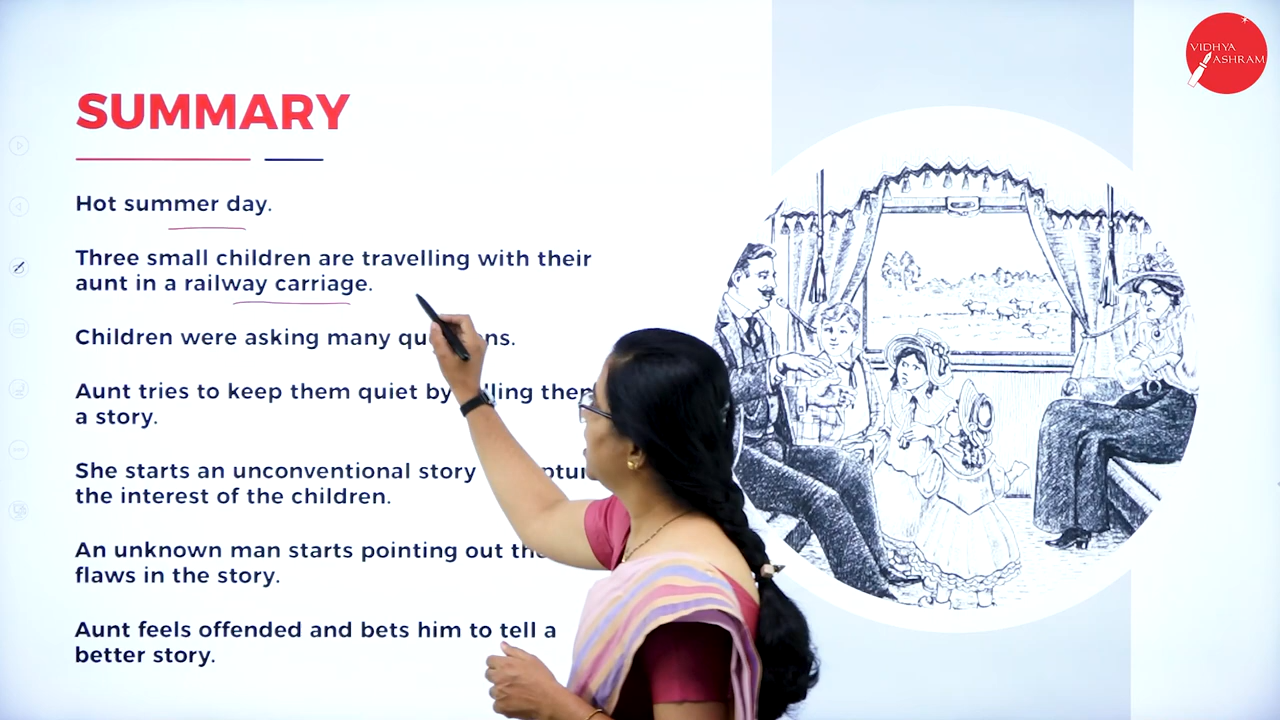 SUMMARY
Hot summer day.
Three small children are travelling with their
aunt in a railway carriage.
Children were asking many
Aunt tries to keep them quiet by
a story.
She starts an unconventional story
the interest of the children.
An unknown man starts pointing out
flaws in the story.
Aunt feels offended and bets him to tell a
better story.
VIDHYA
ASHRAM